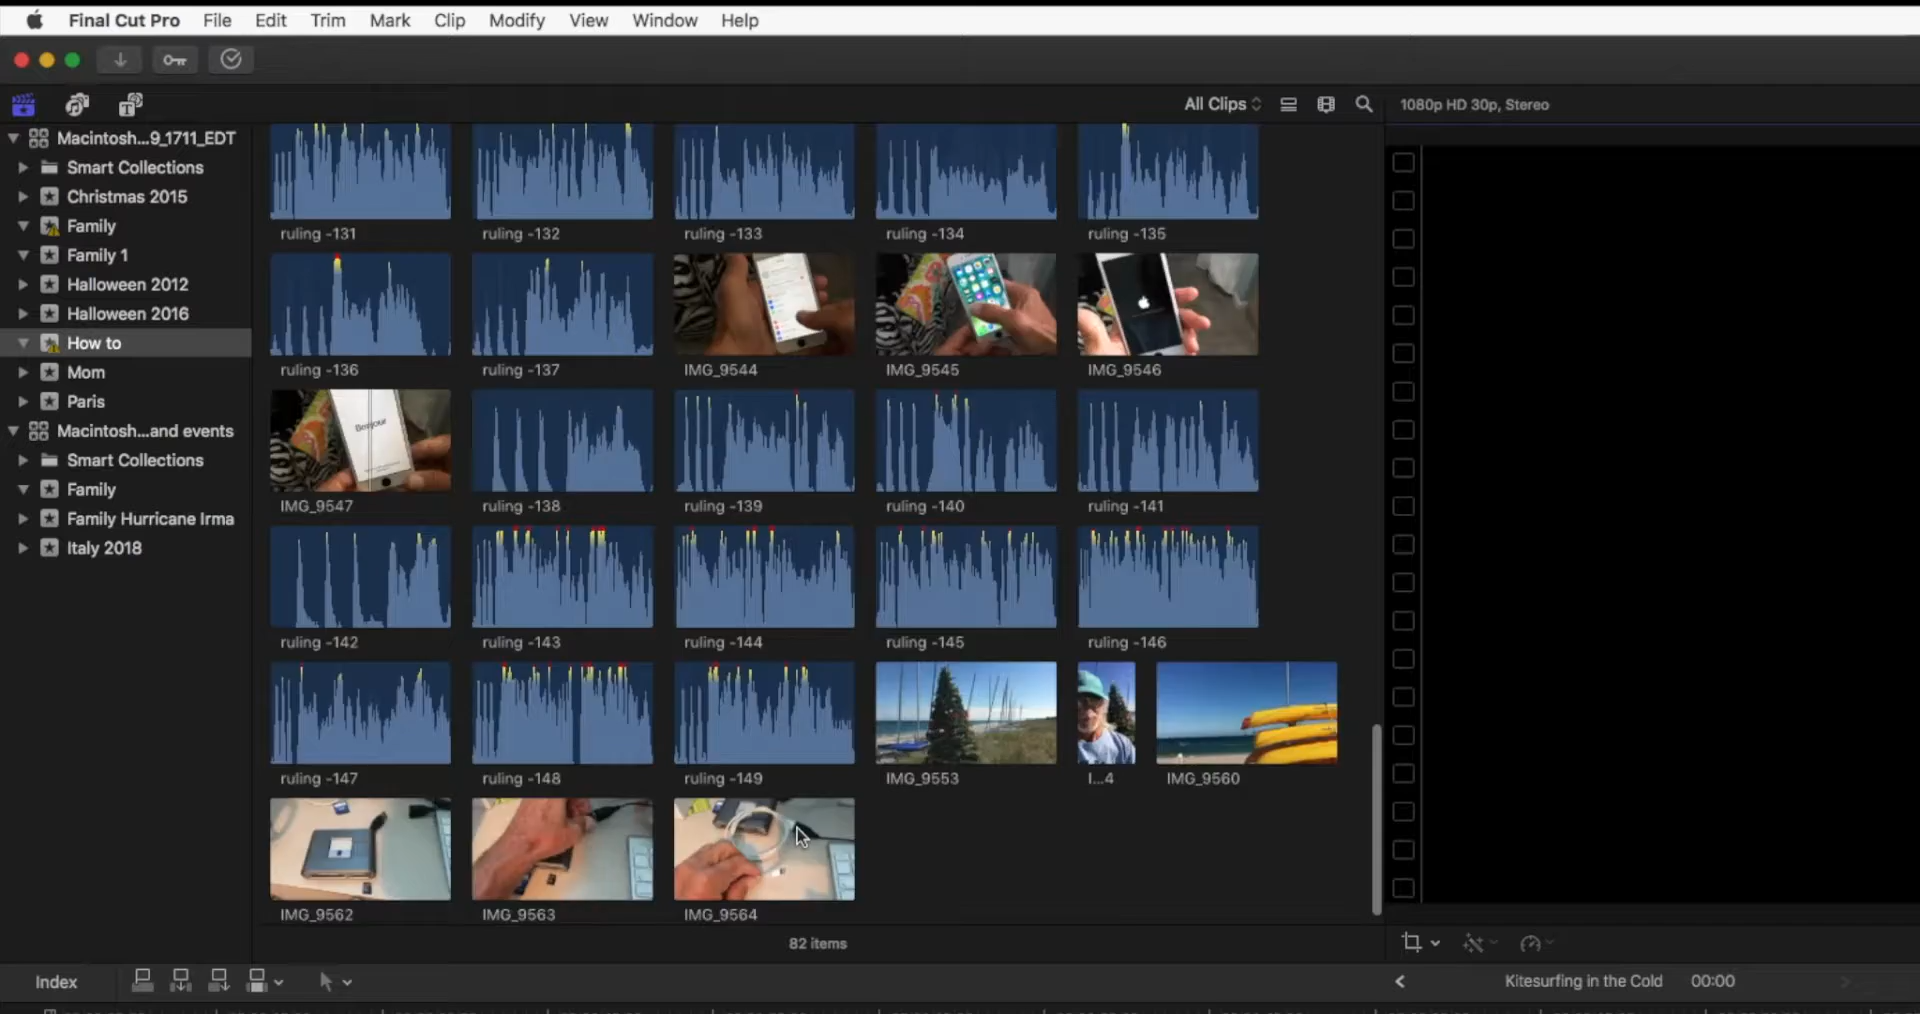 Final Cut Pro File Edit Trim Mark Clip Modify View Window Help
All Clips
1080p HD 30p, Stereo
Macintosh...9_1711_EDT
Smart Collections
Christmas 2015
Family
Family 1
Halloween 2012
Halloween 2016
How to
Mom
Paris
Macintosh...and events
Smart Collections
Family
Family Hurricane Irma
Italy 2018
ruling -131 ruling -132 ruling -133 ruling -134 ruling -135
ruling -136 ruling -137 IMG_9544 IMG_9545 IMG_9546
Bonjour
IMG_9547 ruling -138 ruling -139 ruling -140 ruling -141
ruling -142 ruling -143 ruling -144 ruling -145 ruling -146
ruling -147 ruling -148 ruling -149 IMG_9553 I...4 IMG_9560
IMG_9562 IMG_9563 IMG_9564
82 items
Index
Kitesurfing in the Cold 00:00